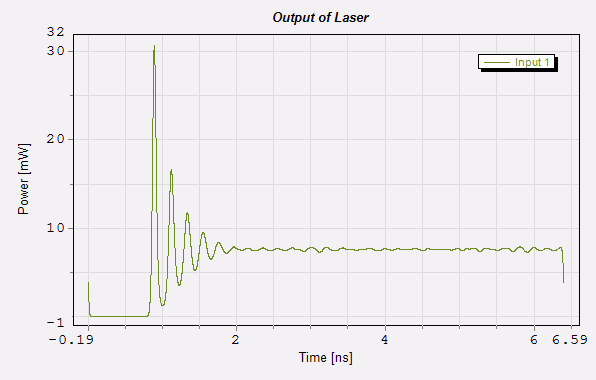 Output of Laser
32
30
Input 1
20
Power [mW]
10
-1
-0.19 2 4 6 6.59
Time [ns]